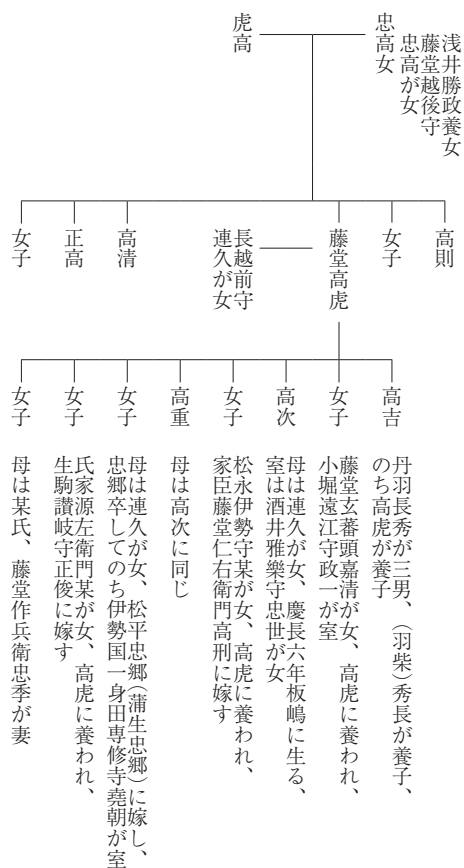 浅井勝政養女
藤堂越後守
忠高が女
忠高女
虎高
高則
女子
藤堂高虎
長越前守
連久が女
高清
正高
女子
高吉
丹羽長秀が三男、（羽柴）秀長が養子、
のち高虎が養子
女子
藤堂玄蕃頭嘉清が女、高虎に養われ、
小堀遠江守政一が室
高次
母は連久が女、慶長六年板嶋に生る、
室は酒井雅樂守忠世が女
女子
松永伊勢守某が女、高虎に養われ、
家臣藤堂仁右衛門高刑に嫁す
高重
母は高次に同じ
女子
母は連久が女、松平忠郷（蒲生忠郷）に嫁し、
忠郷卒してのち伊勢国一身田専修寺堯朝が室
女子
氏家源左衛門某が女、高虎に養われ、
生駒讃岐守正俊に嫁す
女子
母は某氏、藤堂作兵衛忠季が妻